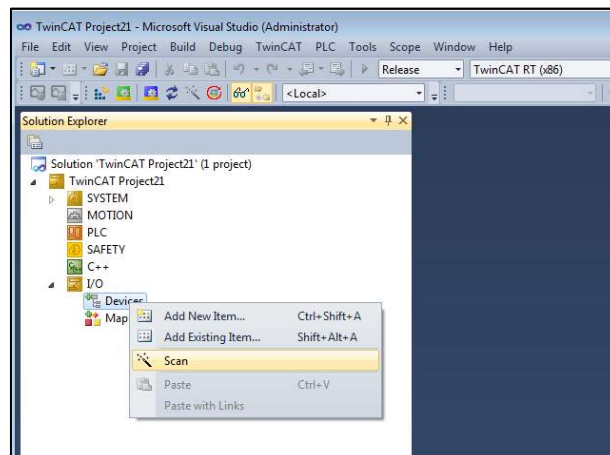 TwinCAT Project21 - Microsoft Visual Studio (Administrator)
File Edit View Project Build Debug TwinCAT PLC Tools Scope Window Help
Release TwinCAT RT (x86)
<Local>
Solution Explorer
Solution 'TwinCAT Project21' (1 project)
TwinCAT Project21
SYSTEM
MOTION
PLC
SAFETY
C++
I/O
Devices
Map
Add New Item... Ctrl+Shift+A
Add Existing Item... Shift+Alt+A
Scan
Paste Ctrl+V
Paste with Links